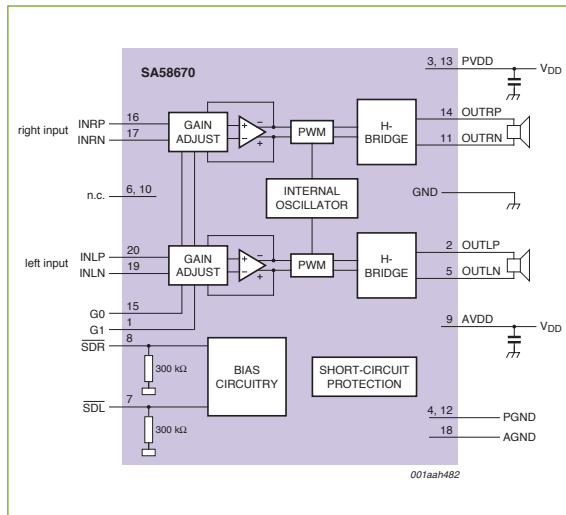 SA58670
3, 13 PVDD
VDD
right input
INRP 16
INRN 17
GAIN
ADJUST
+ −
− +
PWM
H-
BRIDGE
14 OUTRP
11 OUTRN
n.c. 6, 10
INTERNAL
OSCILLATOR
GND
left input
INLP 20
INLN 19
GAIN
ADJUST
+ −
− +
PWM
H-
BRIDGE
2 OUTLP
5 OUTLN
G0 15
G1 1
9 AVDD
VDD
SDR 8
300 kΩ
BIAS
CIRCUITRY
SHORT-CIRCUIT
PROTECTION
SDL 7
300 kΩ
4, 12 PGND
18 AGND
001aah482